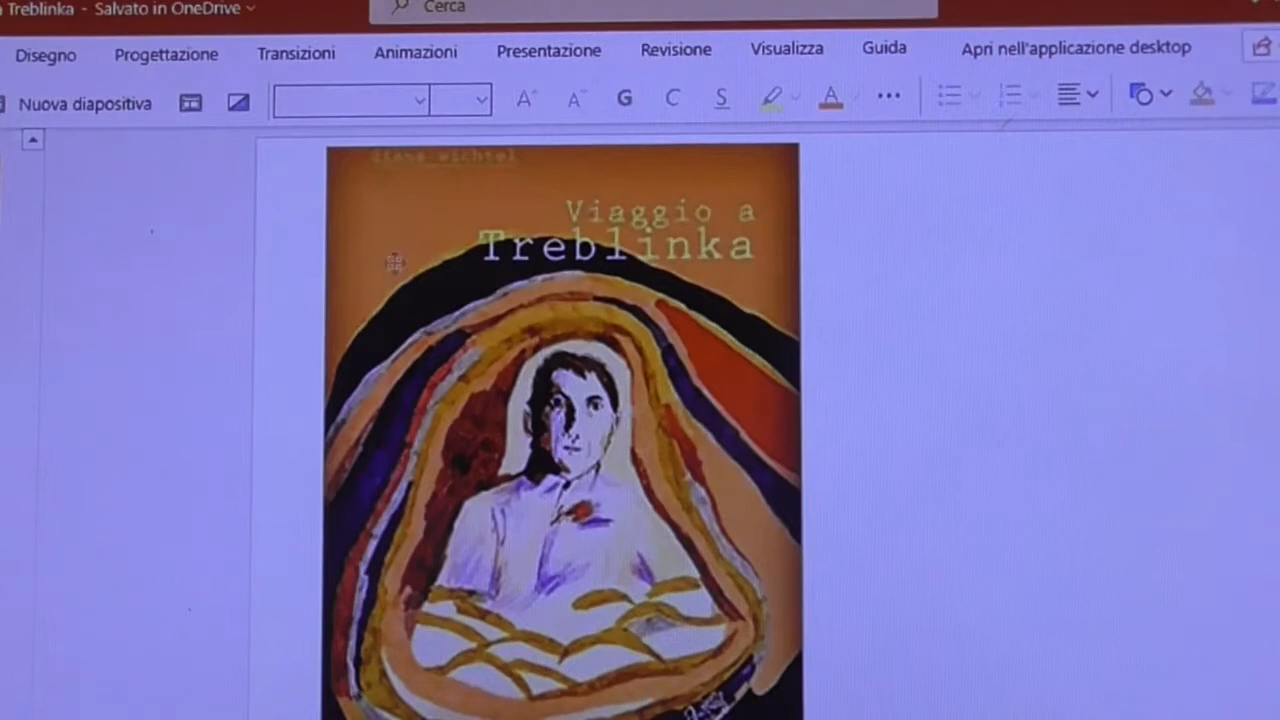 Treblinka - Salvato in OneDrive
Cerca
Disegno Progettazione Transizioni Animazioni Presentazione Revisione Visualizza Guida Apri nell'applicazione desktop
Nuova diapositiva A A G C S A
Viaggio a
Treblinka